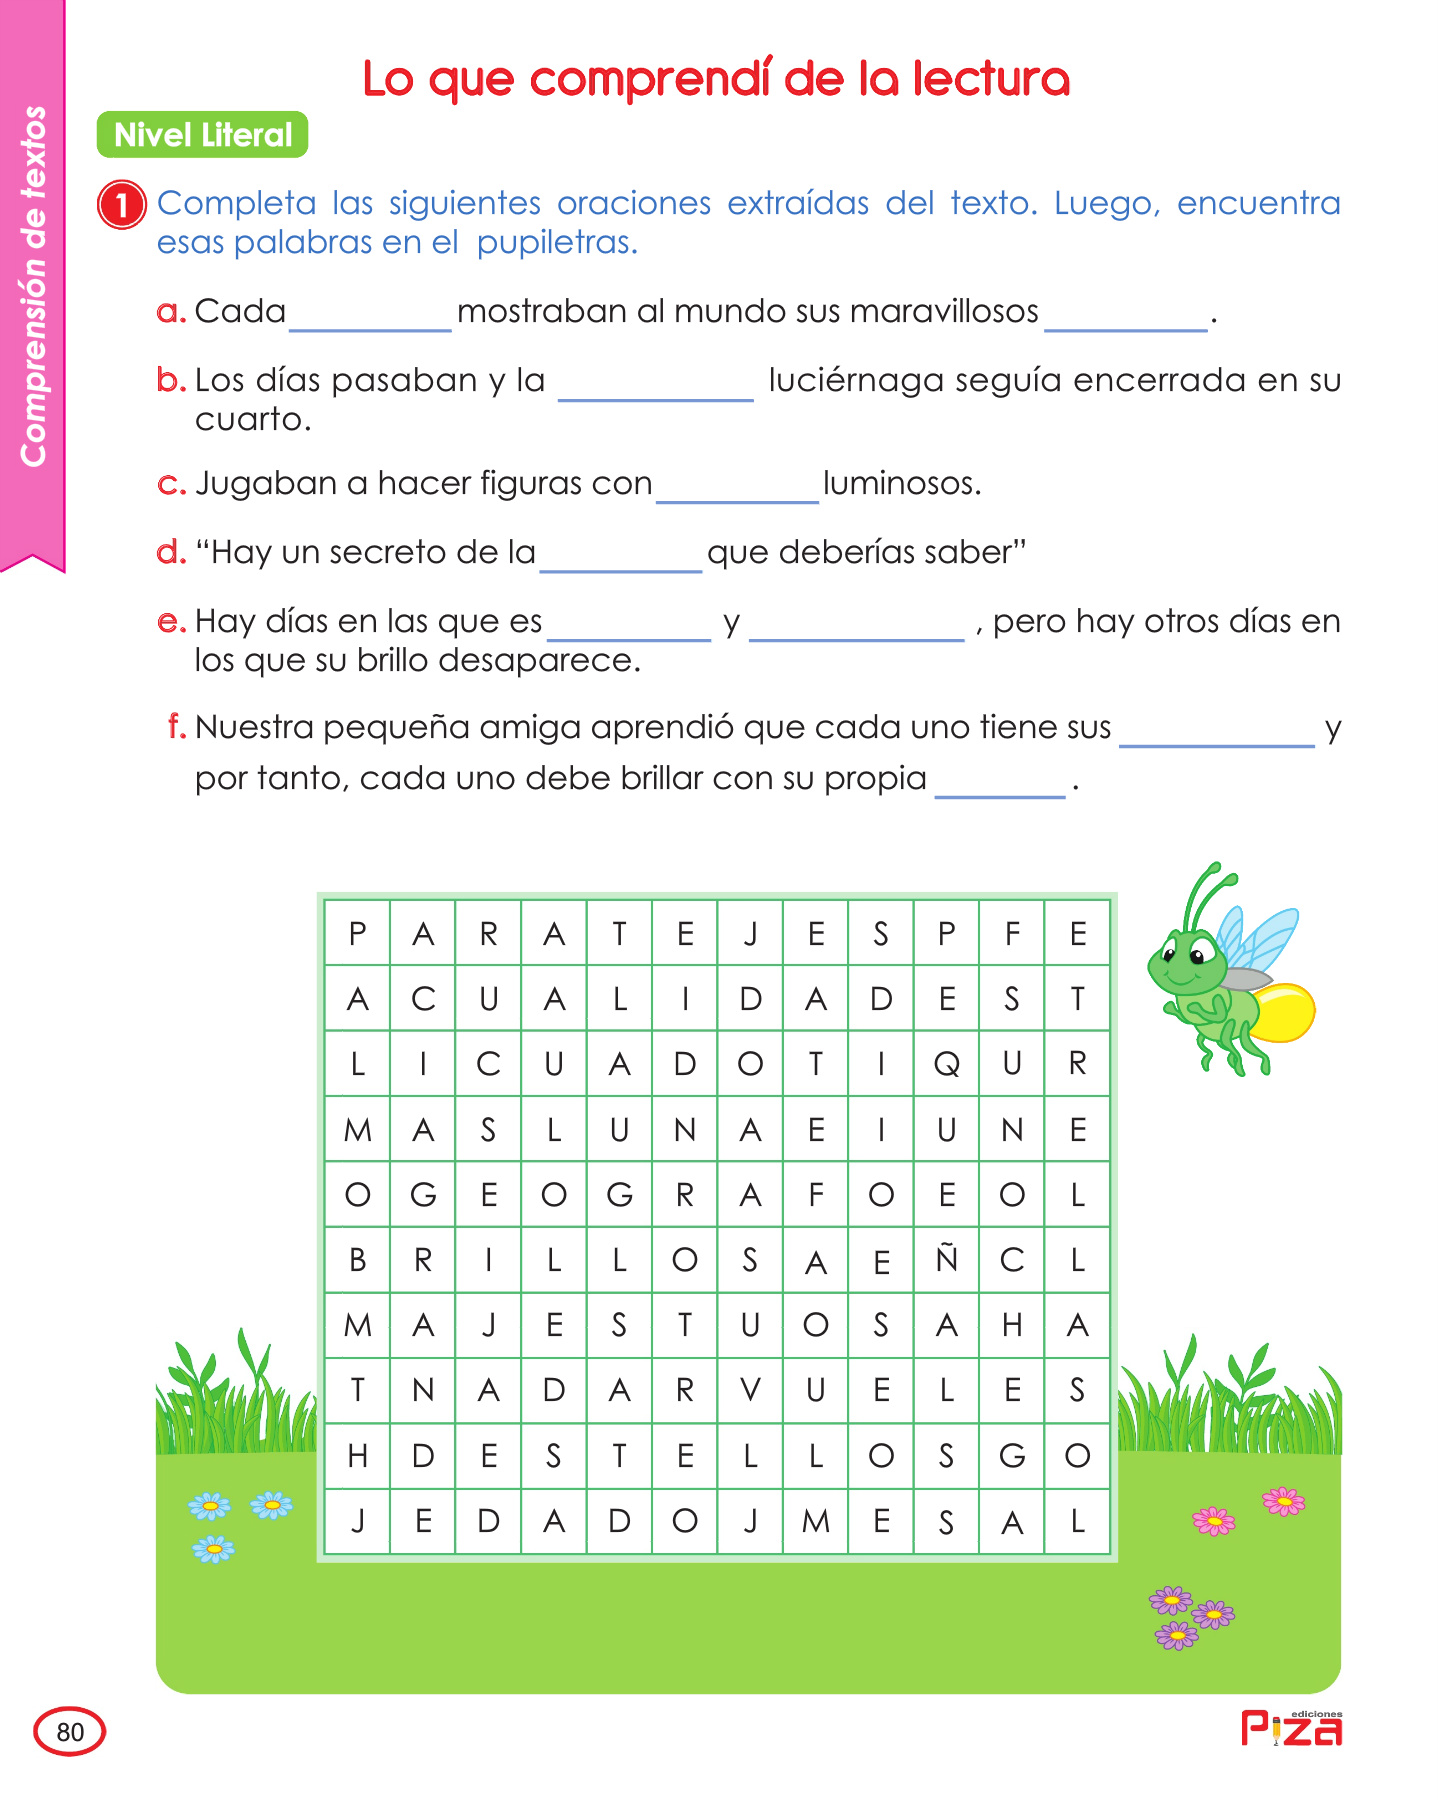 Comprensión de textos
Lo que comprendí de la lectura
Nivel Literal
1 Completa las siguientes oraciones extraídas del texto. Luego, encuentra
esas palabras en el pupiletras.
a. Cada __________ mostraban al mundo sus maravillosos __________.
b. Los días pasaban y la ____________ luciérnaga seguía encerrada en su
cuarto.
c. Jugaban a hacer figuras con __________ luminosos.
d. “Hay un secreto de la __________ que deberías saber”
e. Hay días en las que es __________ y _____________ , pero hay otros días en
los que su brillo desaparece.
f. Nuestra pequeña amiga aprendió que cada uno tiene sus ____________ y
por tanto, cada uno debe brillar con su propia ________ .
P A R A T E J E S P F E
A C U A L I D A D E S T
L I C U A D O T I Q U R
M A S L U N A E I U N E
O G E O G R A F O E O L
B R I L L O S A E Ñ C L
M A J E S T U O S A H A
T N A D A R V U E L E S
H D E S T E L L O S G O
J E D A D O J M E S A L
80
ediciones
Piza